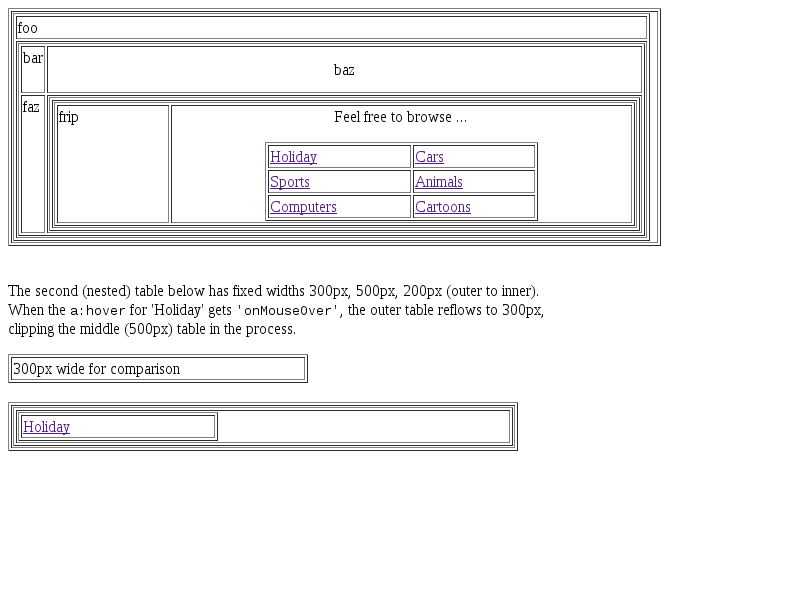 foo
bar
baz
faz
frip
Feel free to browse ...
Holiday
Cars
Sports
Animals
Computers
Cartoons
The second (nested) table below has fixed widths 300px, 500px, 200px (outer to inner).
When the a:hover for 'Holiday' gets 'onMouseOver', the outer table reflows to 300px,
clipping the middle (500px) table in the process.
300px wide for comparison
Holiday